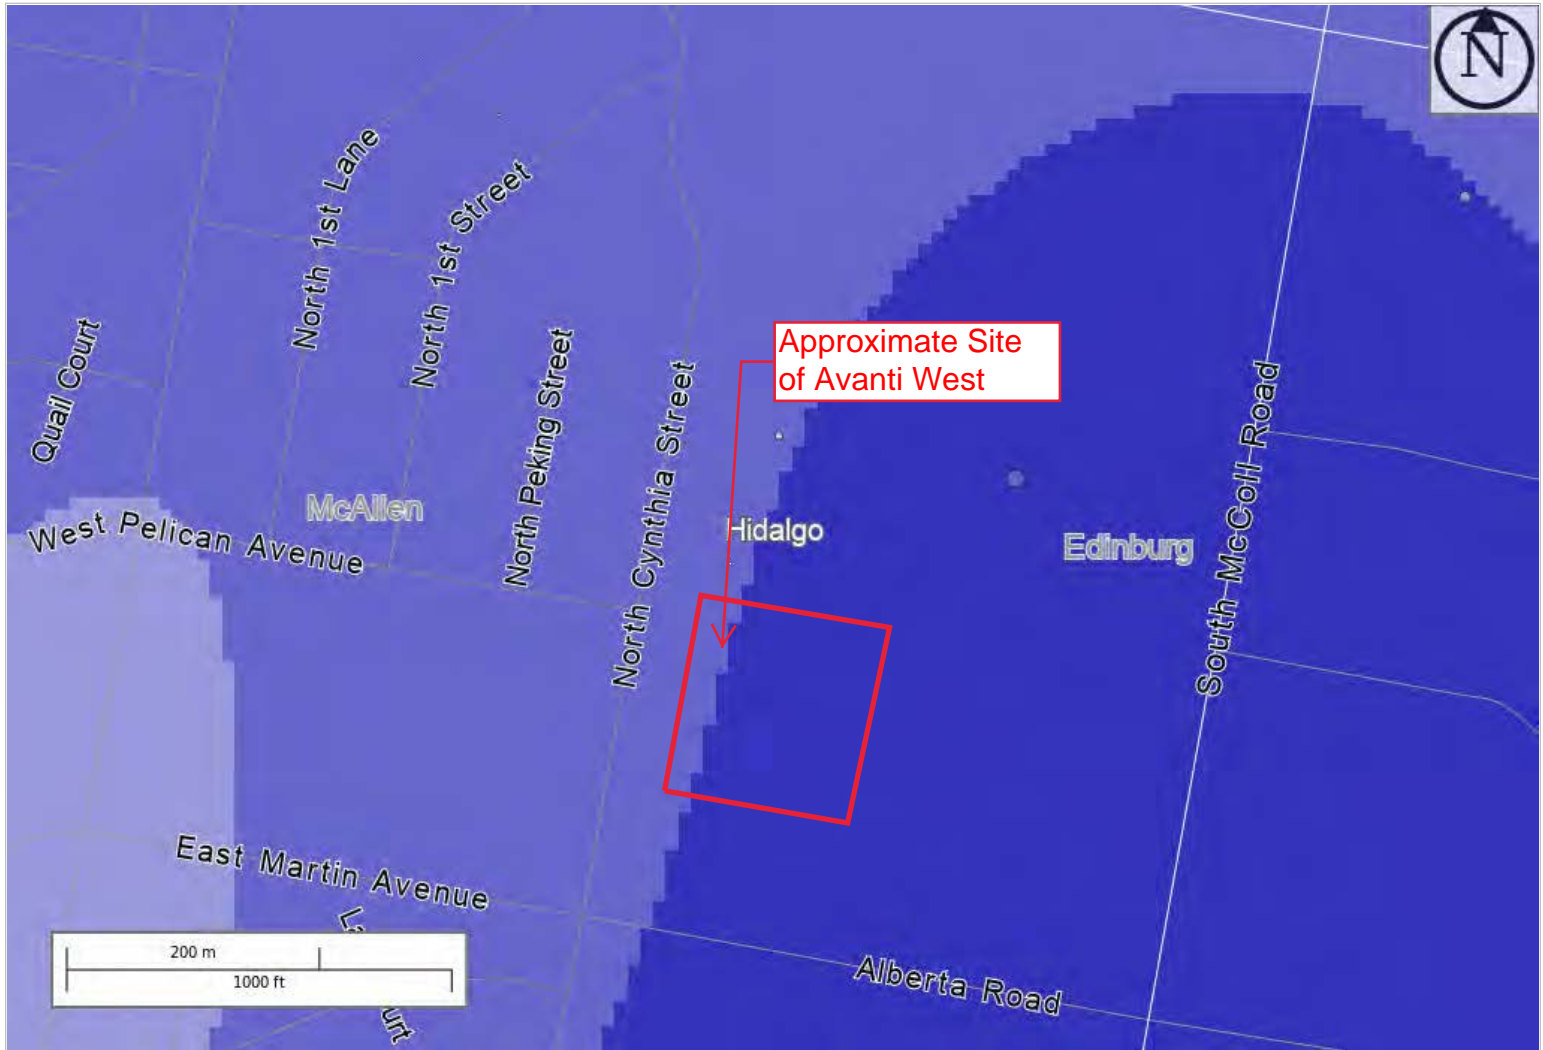 N
North 1st Lane
North 1st Street
Quail Court
North Peking Street
North Cynthia Street
Approximate Site
of Avanti West
South McColl Road
McAllen
West Pelican Avenue
Hidalgo
Edinburg
East Martin Avenue
200 m
1000 ft
Alberta Road